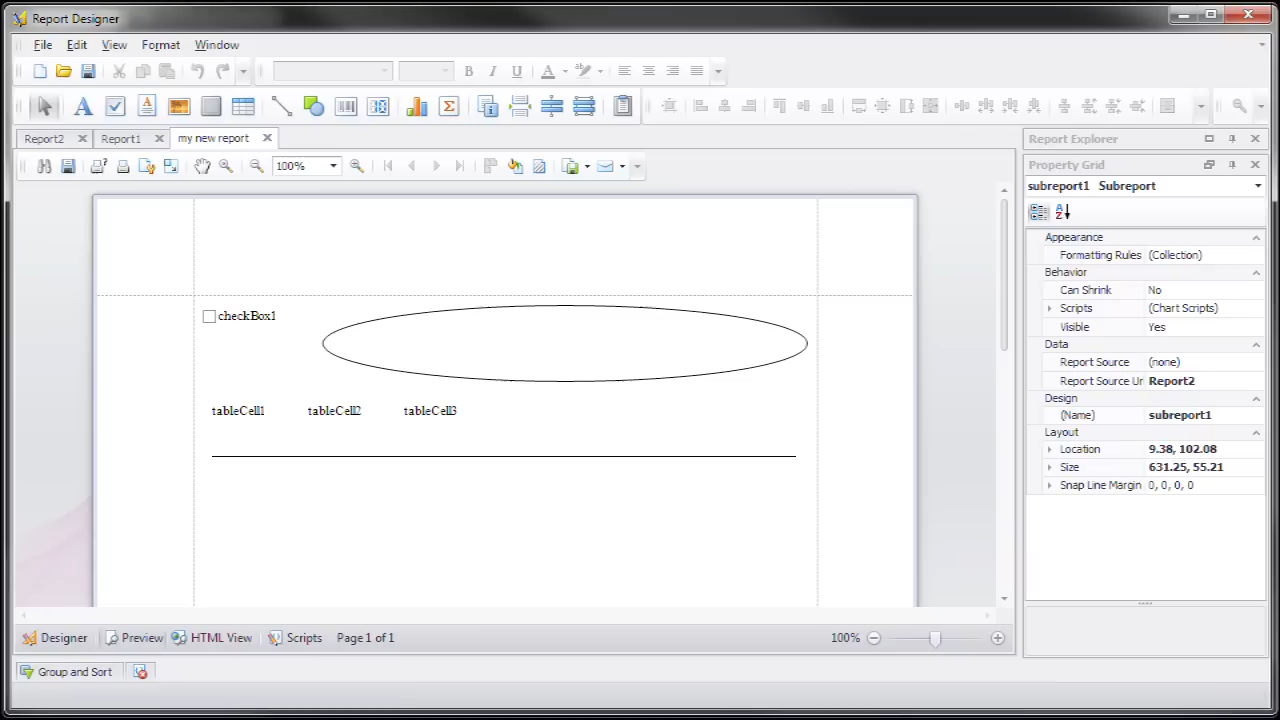 Report Designer
File Edit View Format Window
B I U A
A A
Report2 Report1 my new report
100%
checkBox1
tableCell1 tableCell2 tableCell3
Designer Preview HTML View Scripts Page 1 of 1 100%
Group and Sort
Report Explorer
Property Grid
subreport1 Subreport
A Z
Appearance
Formatting Rules (Collection)
Behavior
Can Shrink No
Scripts (Chart Scripts)
Visible Yes
Data
Report Source (none)
Report Source Ur Report2
Design
(Name) subreport1
Layout
Location 9.38, 102.08
Size 631.25, 55.21
Snap Line Margin 0, 0, 0, 0